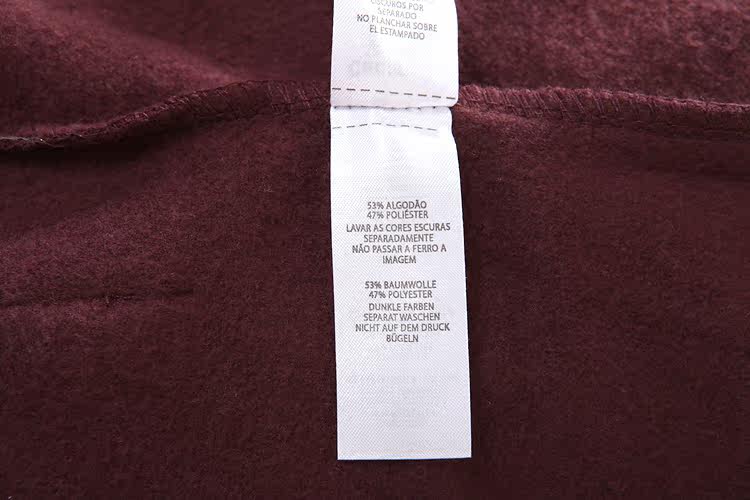 OSCUROS POR
SEPARADO
NO PLANCHAR SOBRE
EL ESTAMPADO
53% ALGODÃO
47% POLIÉSTER
LAVAR AS CORES ESCURAS
SEPARADAMENTE
NÃO PASSAR A FERRO A
IMAGEM
53% BAUMWOLLE
47% POLYESTER
DUNKLE FARBEN
SEPARAT WASCHEN
NICHT AUF DEM DRUCK
BÜGELN